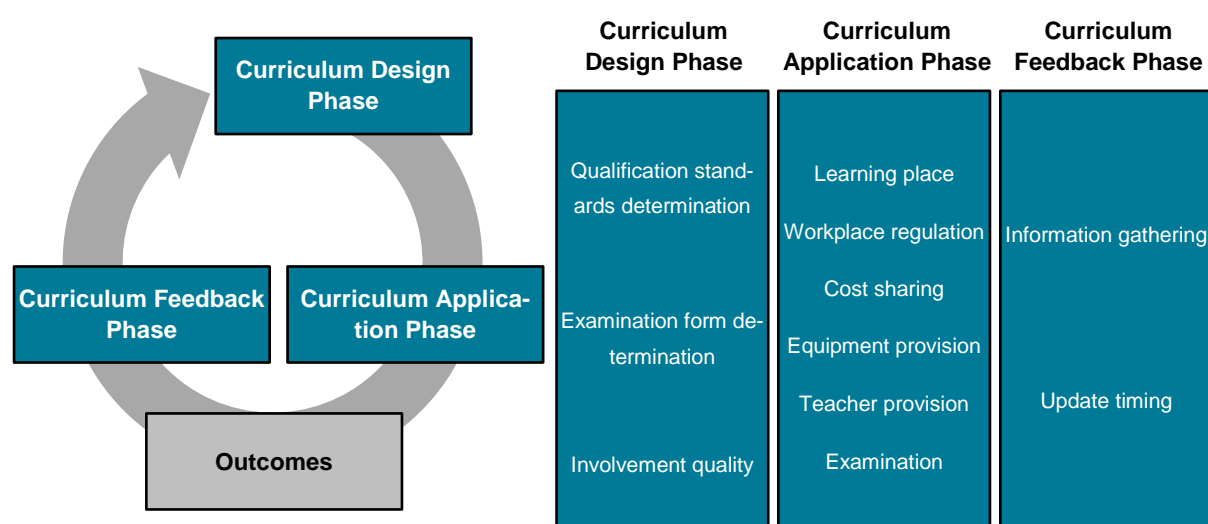 Curriculum Design
Phase
Curriculum Feedback
Phase
Curriculum Applica-
tion Phase
Outcomes
Curriculum
Design Phase
Qualification stand-
ards determination
Examination form de-
termination
Involvement quality
Curriculum
Application Phase
Learning place
Workplace regulation
Cost sharing
Equipment provision
Teacher provision
Examination
Curriculum
Feedback Phase
Information gathering
Update timing